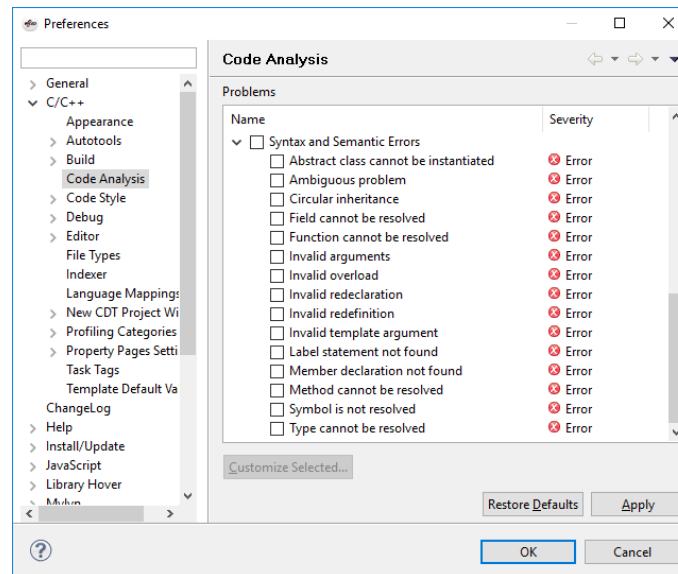 Preferences
Code Analysis
General
C/C++
Appearance
Autotools
Build
Code Analysis
Code Style
Debug
Editor
File Types
Indexer
Language Mappings
New CDT Project Wi
Profiling Categories
Property Pages Setti
Task Tags
Template Default Va
ChangeLog
Help
Install/Update
JavaScript
Library Hover
Mylyn
Problems
Name Severity
Syntax and Semantic Errors
Abstract class cannot be instantiated Error
Ambiguous problem Error
Circular inheritance Error
Field cannot be resolved Error
Function cannot be resolved Error
Invalid arguments Error
Invalid overload Error
Invalid redeclaration Error
Invalid redefinition Error
Invalid template argument Error
Label statement not found Error
Member declaration not found Error
Method cannot be resolved Error
Symbol is not resolved Error
Type cannot be resolved Error
Customize Selected...
Restore Defaults Apply
OK Cancel